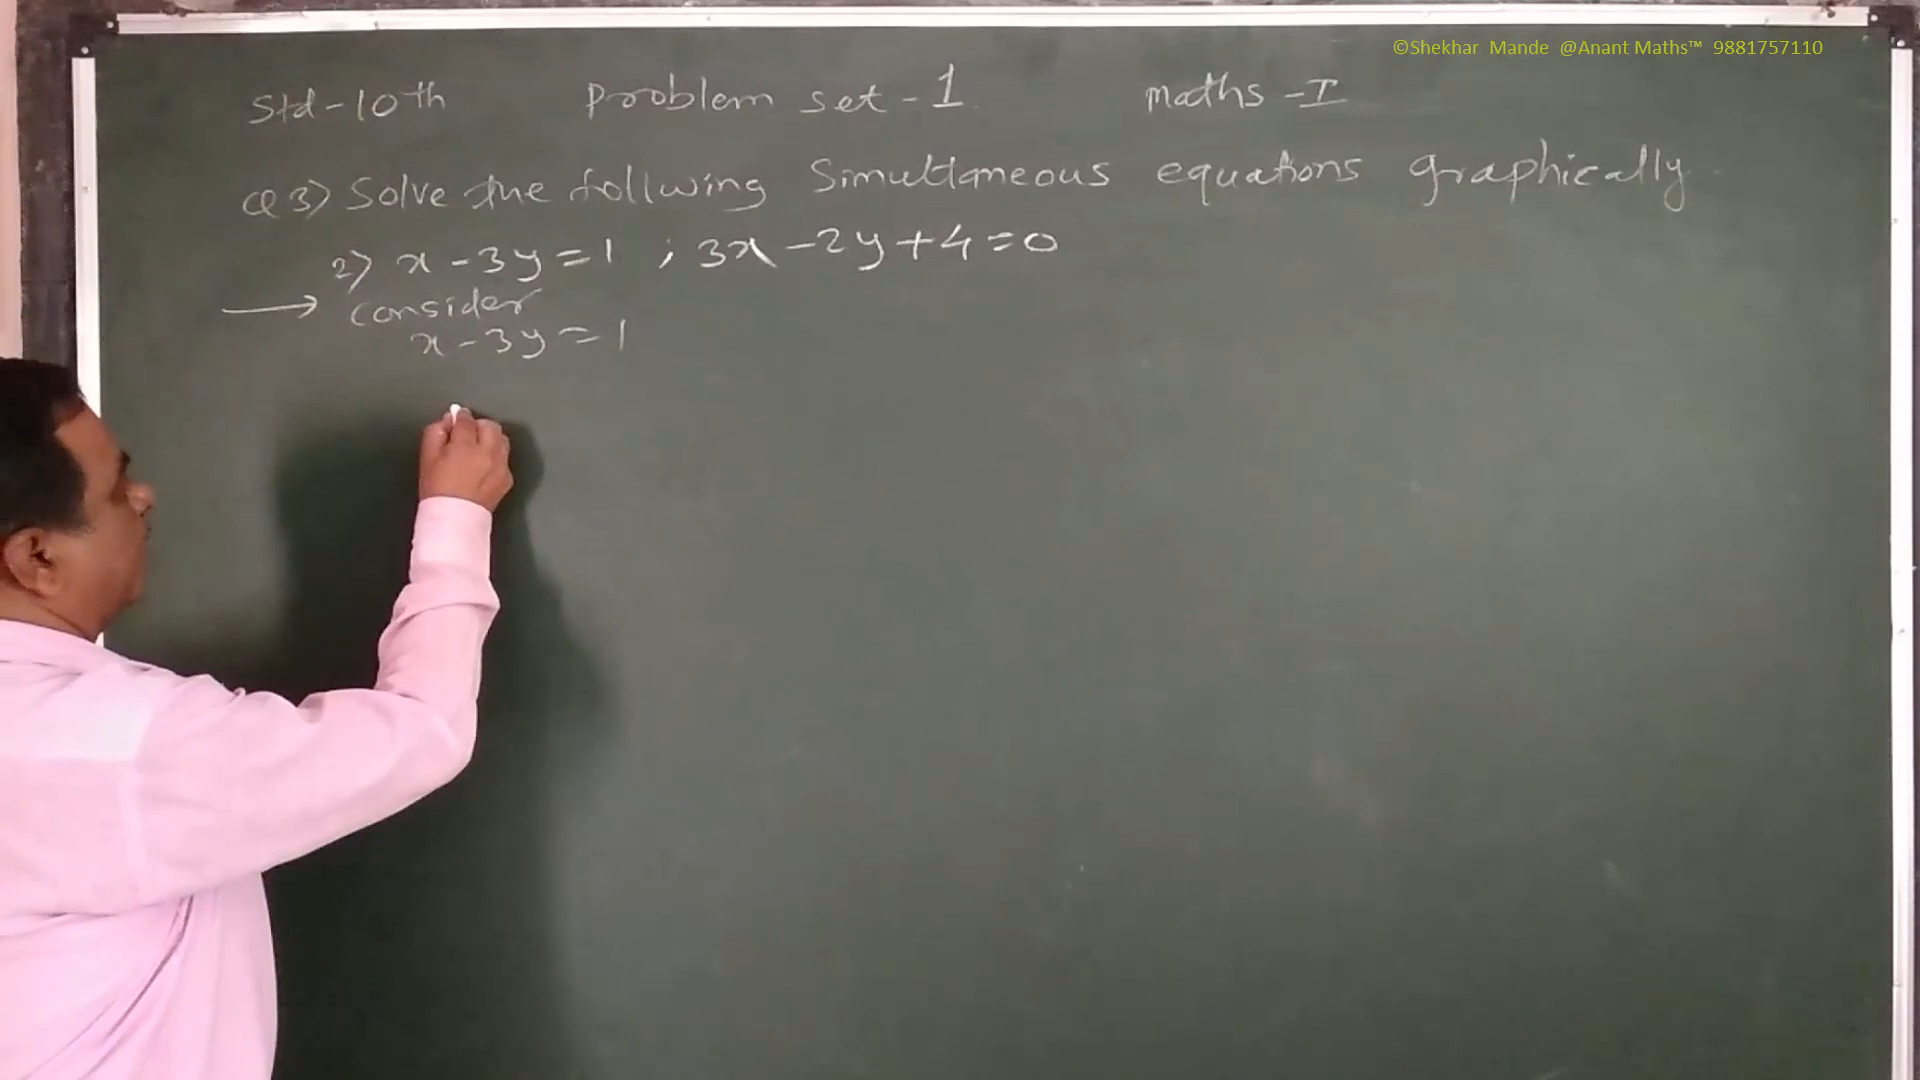 ©Shekhar Mande @Anant Maths™ 9881757110
Std-10th Problem set-1 maths-I
Q3) Solve the follwing Simultaneous equations graphically.
2) x-3y=1 ; 3x-2y+4=0
→ consider
x-3y=1